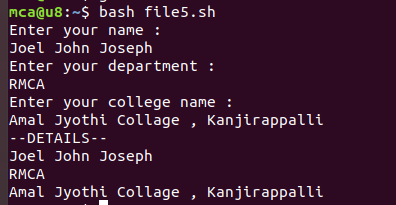 mca@u8:~$ bash file5.sh
Enter your name :
Joel John Joseph
Enter your department :
RMCA
Enter your college name :
Amal Jyothi Collage , Kanjirappalli
--DETAILS--
Joel John Joseph
RMCA
Amal Jyothi Collage , Kanjirappalli